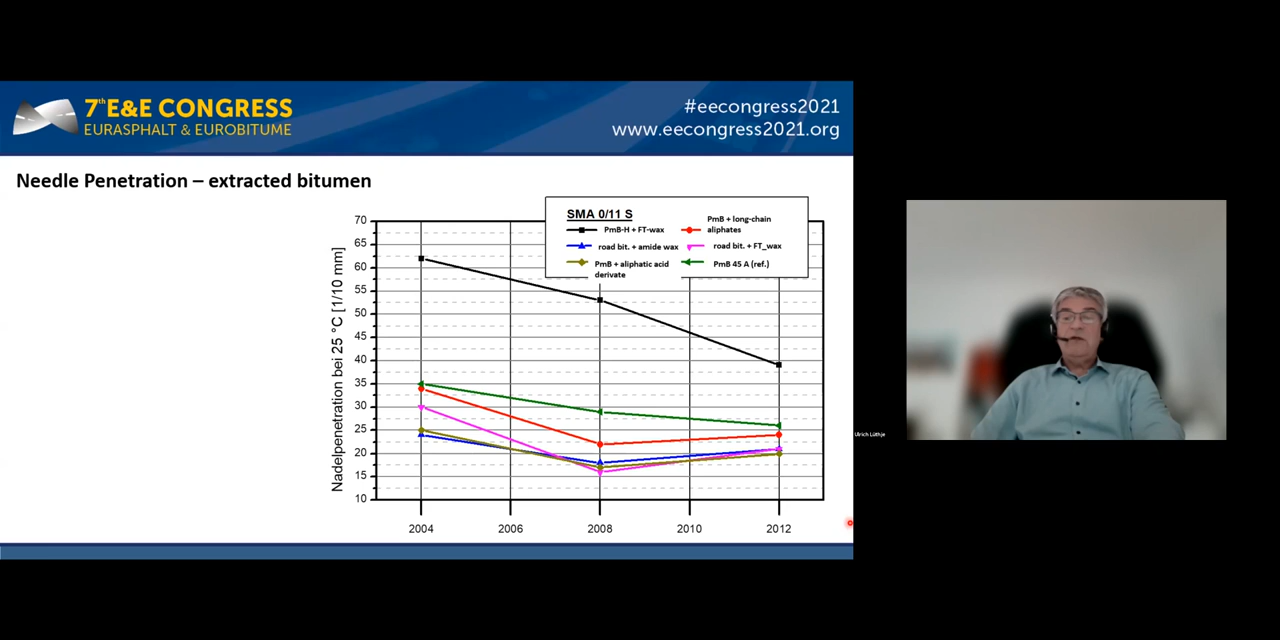 7th E&E CONGRESS
EURASPHALT & EUROBITUME
#eecongress2021
www.eecongress2021.org
Needle Penetration – extracted bitumen
SMA 0/11 S
PmB-H + FT-wax
PmB + long-chain
aliphates
road bit. + amide wax
road bit. + FT_wax
PmB + aliphatic acid
derivate
PmB 45 A (ref.)
Nadelpenetration bei 25 °C [1/10 mm]
70
65
60
55
50
45
40
35
30
25
20
15
10
2004
2006
2008
2010
2012
Ulrich Lüthje